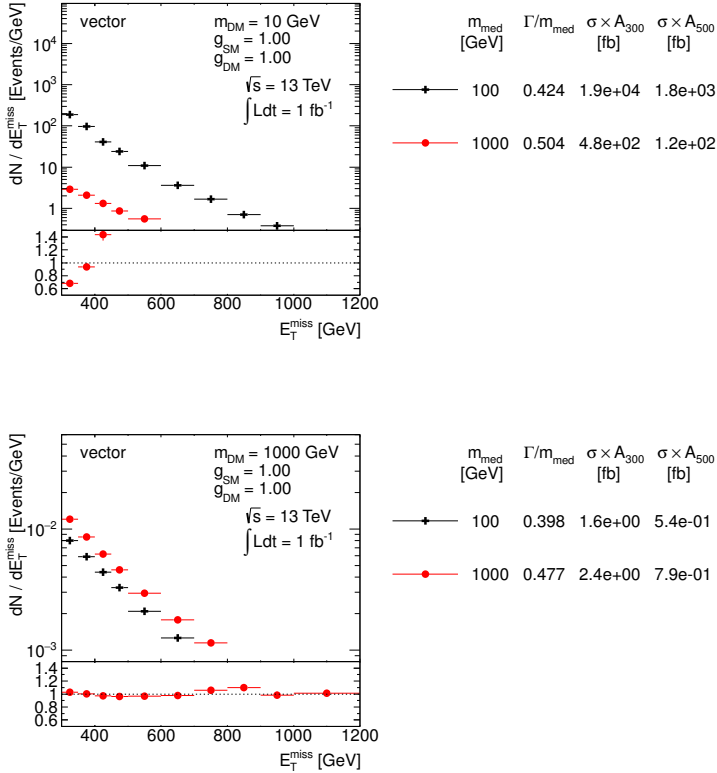 vector
m_DM = 10 GeV
g_SM = 1.00
g_DM = 1.00
√s = 13 TeV
∫ Ldt = 1 fb⁻¹
dN / dE_T^miss [Events/GeV]
10⁴
10³
10²
10
1
1.4
1.2
1
0.8
0.6
400 600 800 1000 1200
E_T^miss [GeV]
m_med Γ/m_med σ × A_300 σ × A_500
[GeV] [fb] [fb]
100 0.424 1.9e+04 1.8e+03
1000 0.504 4.8e+02 1.2e+02
vector
m_DM = 1000 GeV
g_SM = 1.00
g_DM = 1.00
√s = 13 TeV
∫ Ldt = 1 fb⁻¹
dN / dE_T^miss [Events/GeV]
10⁻²
10⁻³
1.4
1.2
1
0.8
0.6
400 600 800 1000 1200
E_T^miss [GeV]
m_med Γ/m_med σ × A_300 σ × A_500
[GeV] [fb] [fb]
100 0.398 1.6e+00 5.4e-01
1000 0.477 2.4e+00 7.9e-01